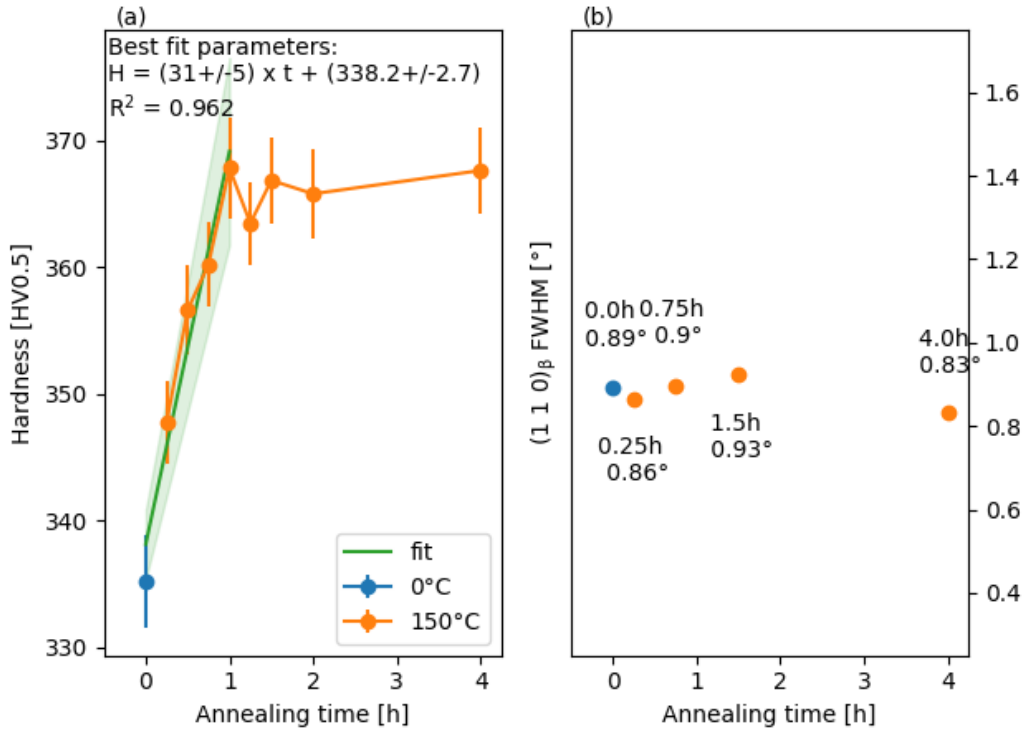 (a)
Best fit parameters:
H = (31+/-5) x t + (338.2+/-2.7)
R² = 0.962
370
360
350
340
330
Hardness [HV0.5]
fit
0°C
150°C
0 1 2 3 4
Annealing time [h]
(b)
1.6
1.4
1.2
1.0
0.8
0.6
0.4
(1 1 0)β FWHM [°]
0.0h
0.89°
0.75h
0.9°
4.0h
0.83°
0.25h
0.86°
1.5h
0.93°
0 1 2 3 4
Annealing time [h]